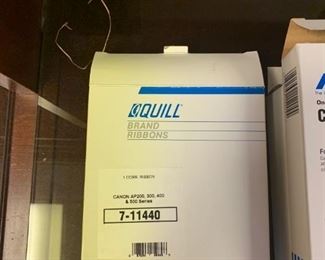 QUILL
BRAND
RIBBONS
1 CORR. RIBBON
CANON AP200, 300, 400
& 500 Series
7-11440